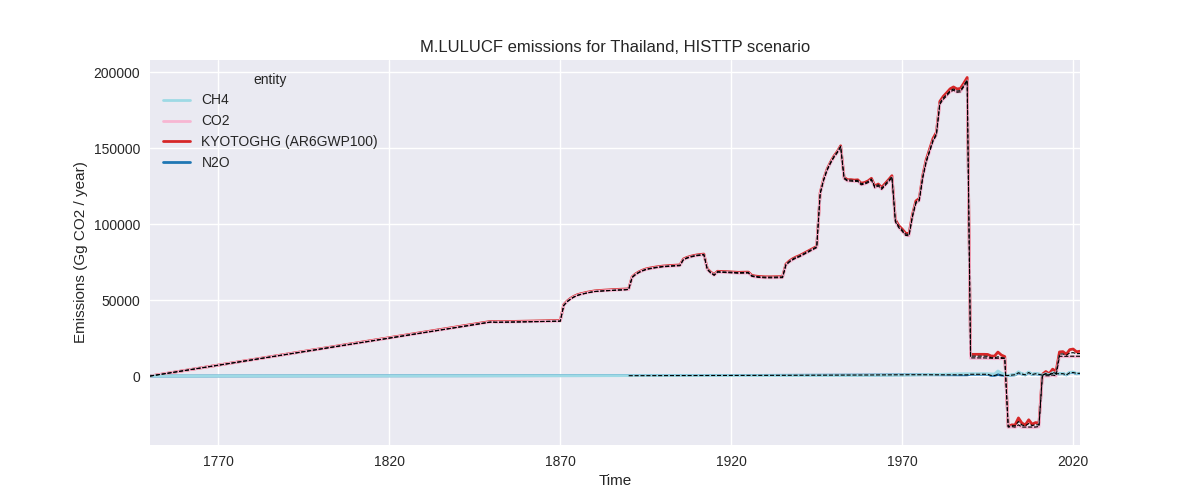 M.LULUCF emissions for Thailand, HISTTP scenario
Emissions (Gg CO2 / year)
200000
150000
100000
50000
0
entity
CH4
CO2
KYOTOGHG (AR6GWP100)
N2O
1770
1820
1870
1920
1970
2020
Time